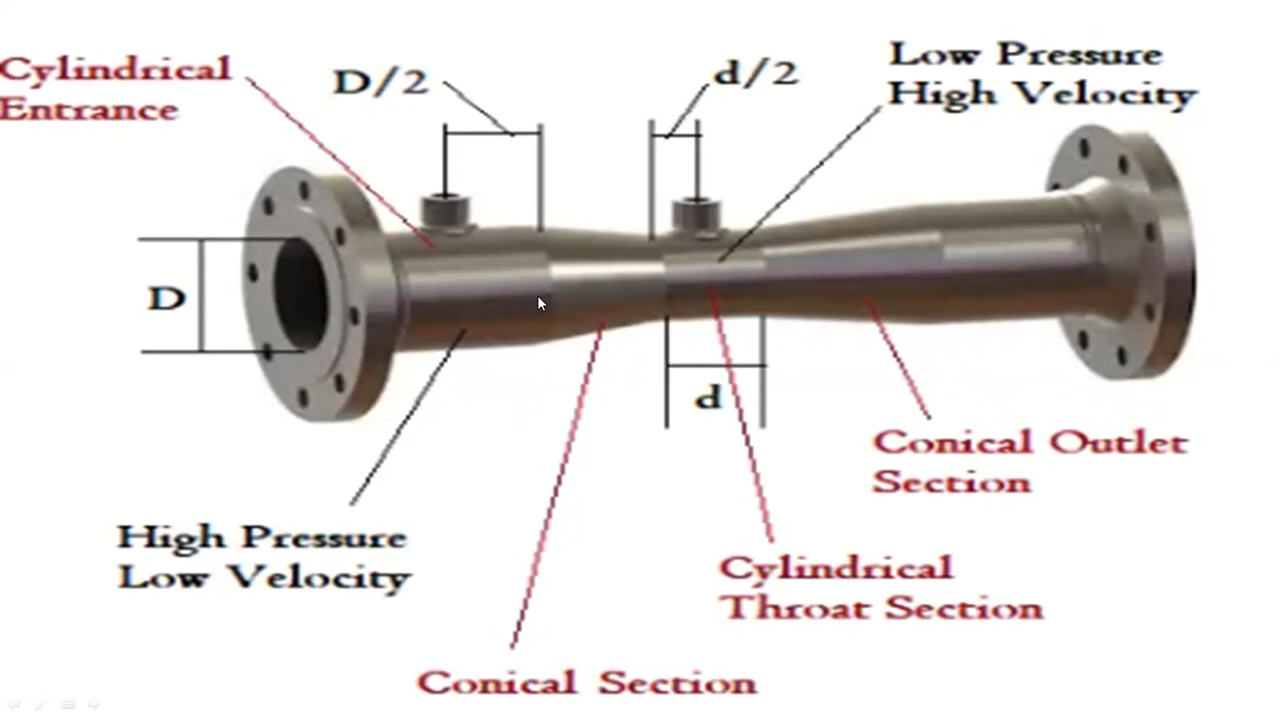 Cylindrical
Entrance
D/2
d/2
Low Pressure
High Velocity
D
d
Conical Outlet
Section
High Pressure
Low Velocity
Cylindrical
Throat Section
Conical Section